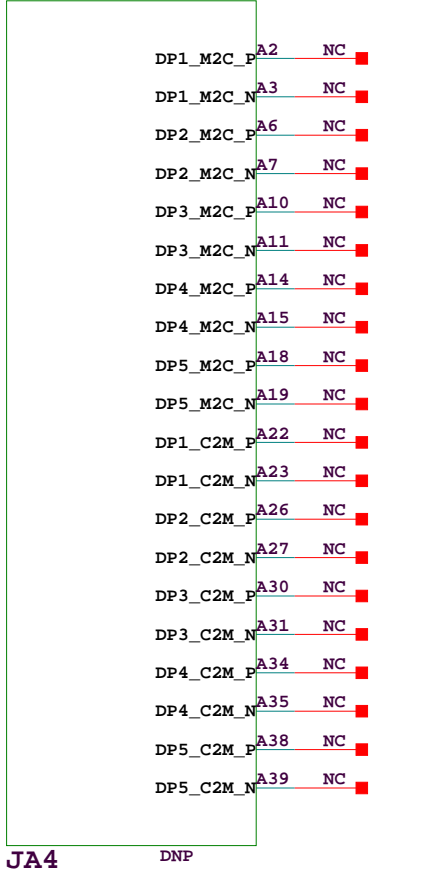 DP1_M2C_P A2 NC
DP1_M2C_N A3 NC
DP2_M2C_P A6 NC
DP2_M2C_N A7 NC
DP3_M2C_P A10 NC
DP3_M2C_N A11 NC
DP4_M2C_P A14 NC
DP4_M2C_N A15 NC
DP5_M2C_P A18 NC
DP5_M2C_N A19 NC
DP1_C2M_P A22 NC
DP1_C2M_N A23 NC
DP2_C2M_P A26 NC
DP2_C2M_N A27 NC
DP3_C2M_P A30 NC
DP3_C2M_N A31 NC
DP4_C2M_P A34 NC
DP4_C2M_N A35 NC
DP5_C2M_P A38 NC
DP5_C2M_N A39 NC
JA4 DNP